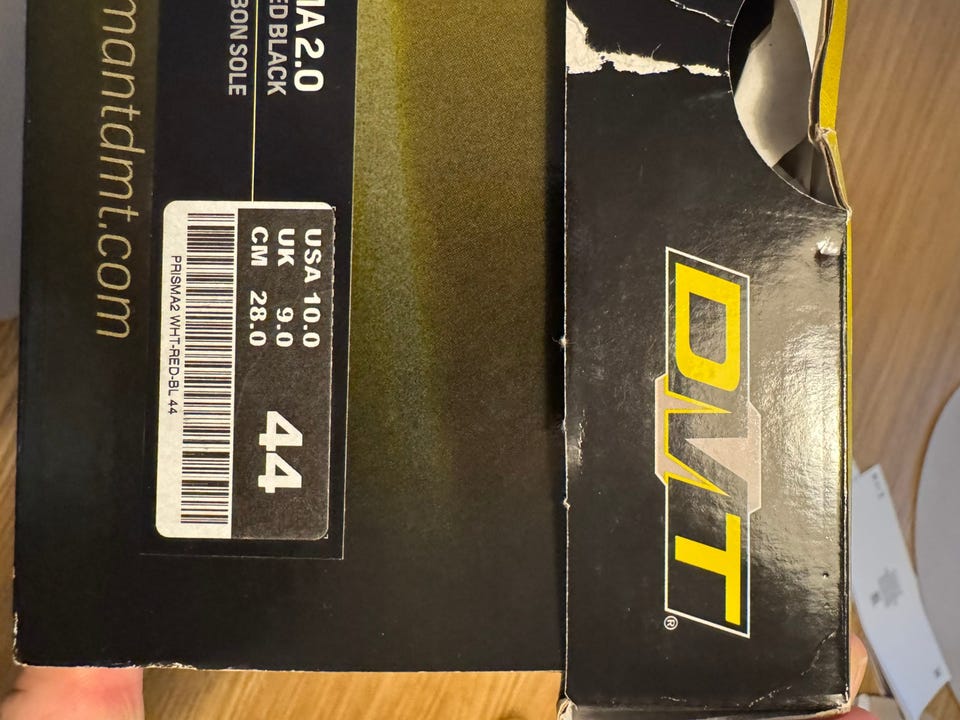 MA 2.0
ED BLACK
BON SOLE
USA 10.0
UK 9.0
CM 28.0
44
PRISMA2 WHT-RED-BL 44
mantdmt.com
DMT®